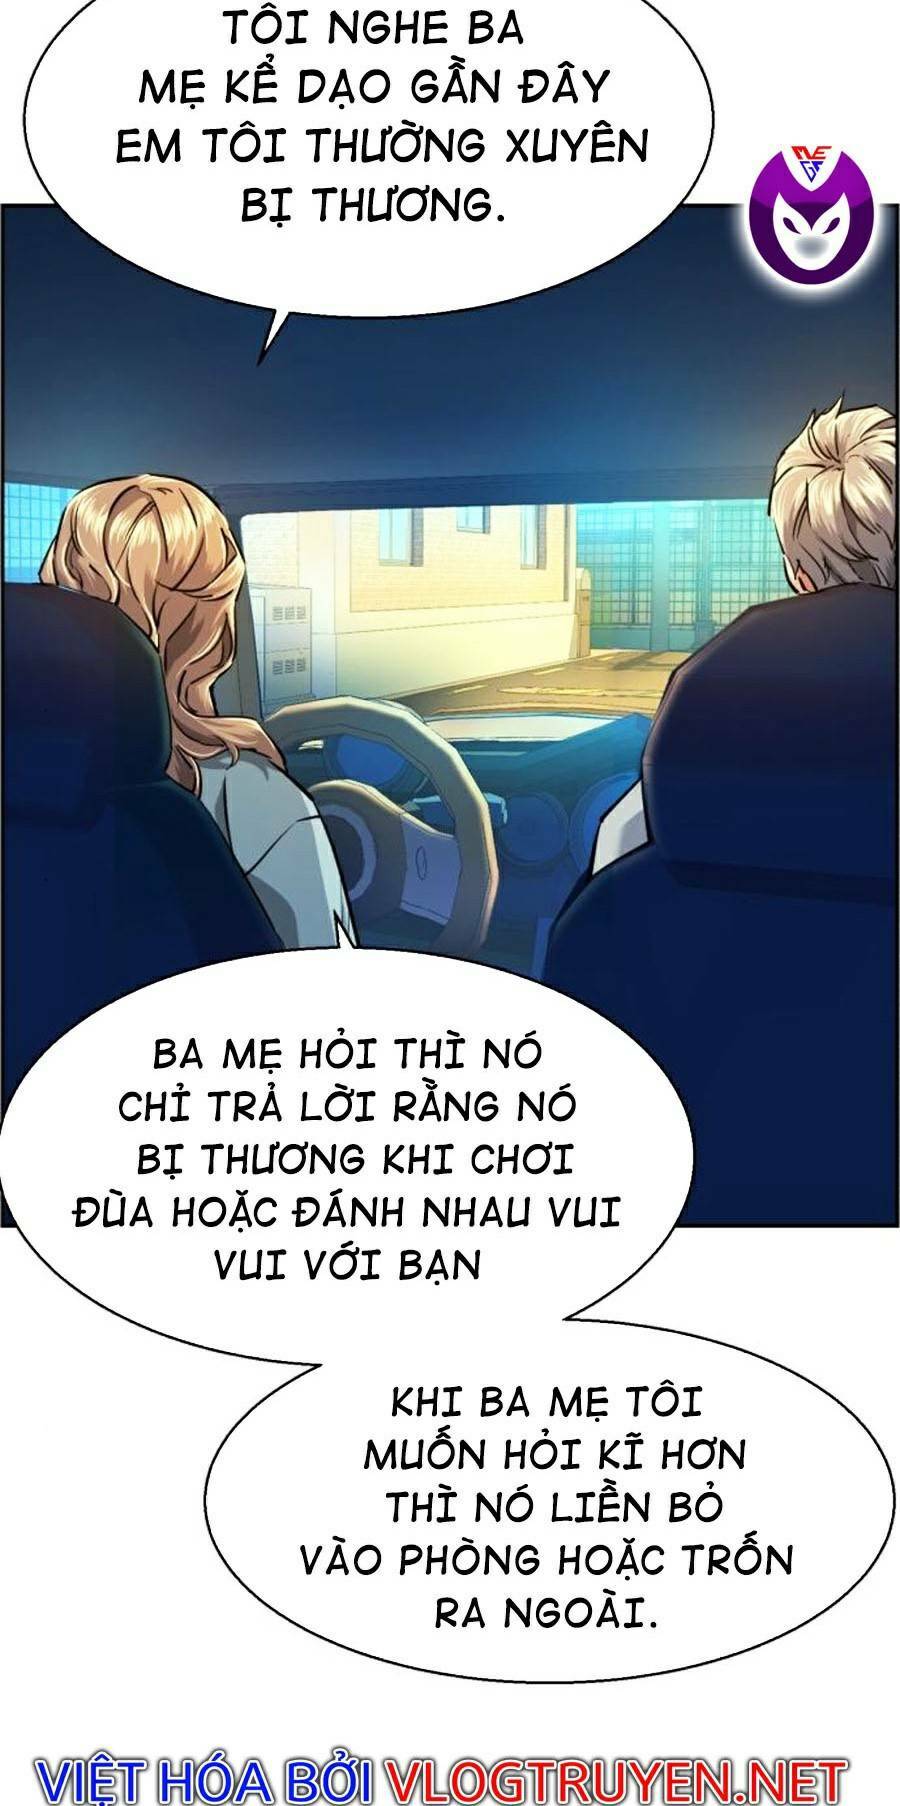 TÔI NGHE BA
MẸ KỂ DẠO GẦN ĐÂY
EM TÔI THƯỜNG XUYÊN
BỊ THƯƠNG.
BA MẸ HỎI THÌ NÓ
CHỈ TRẢ LỜI RẰNG NÓ
BỊ THƯƠNG KHI CHƠI
ĐÙA HOẶC ĐÁNH NHAU VUI
VUI VỚI BẠN
KHI BA MẸ TÔI
MUỐN HỎI KĨ HƠN
THÌ NÓ LIỀN BỎ
VÀO PHÒNG HOẶC TRỐN
RA NGOÀI.
VIỆT HÓA BỞI VLOGTRUYEN.NET